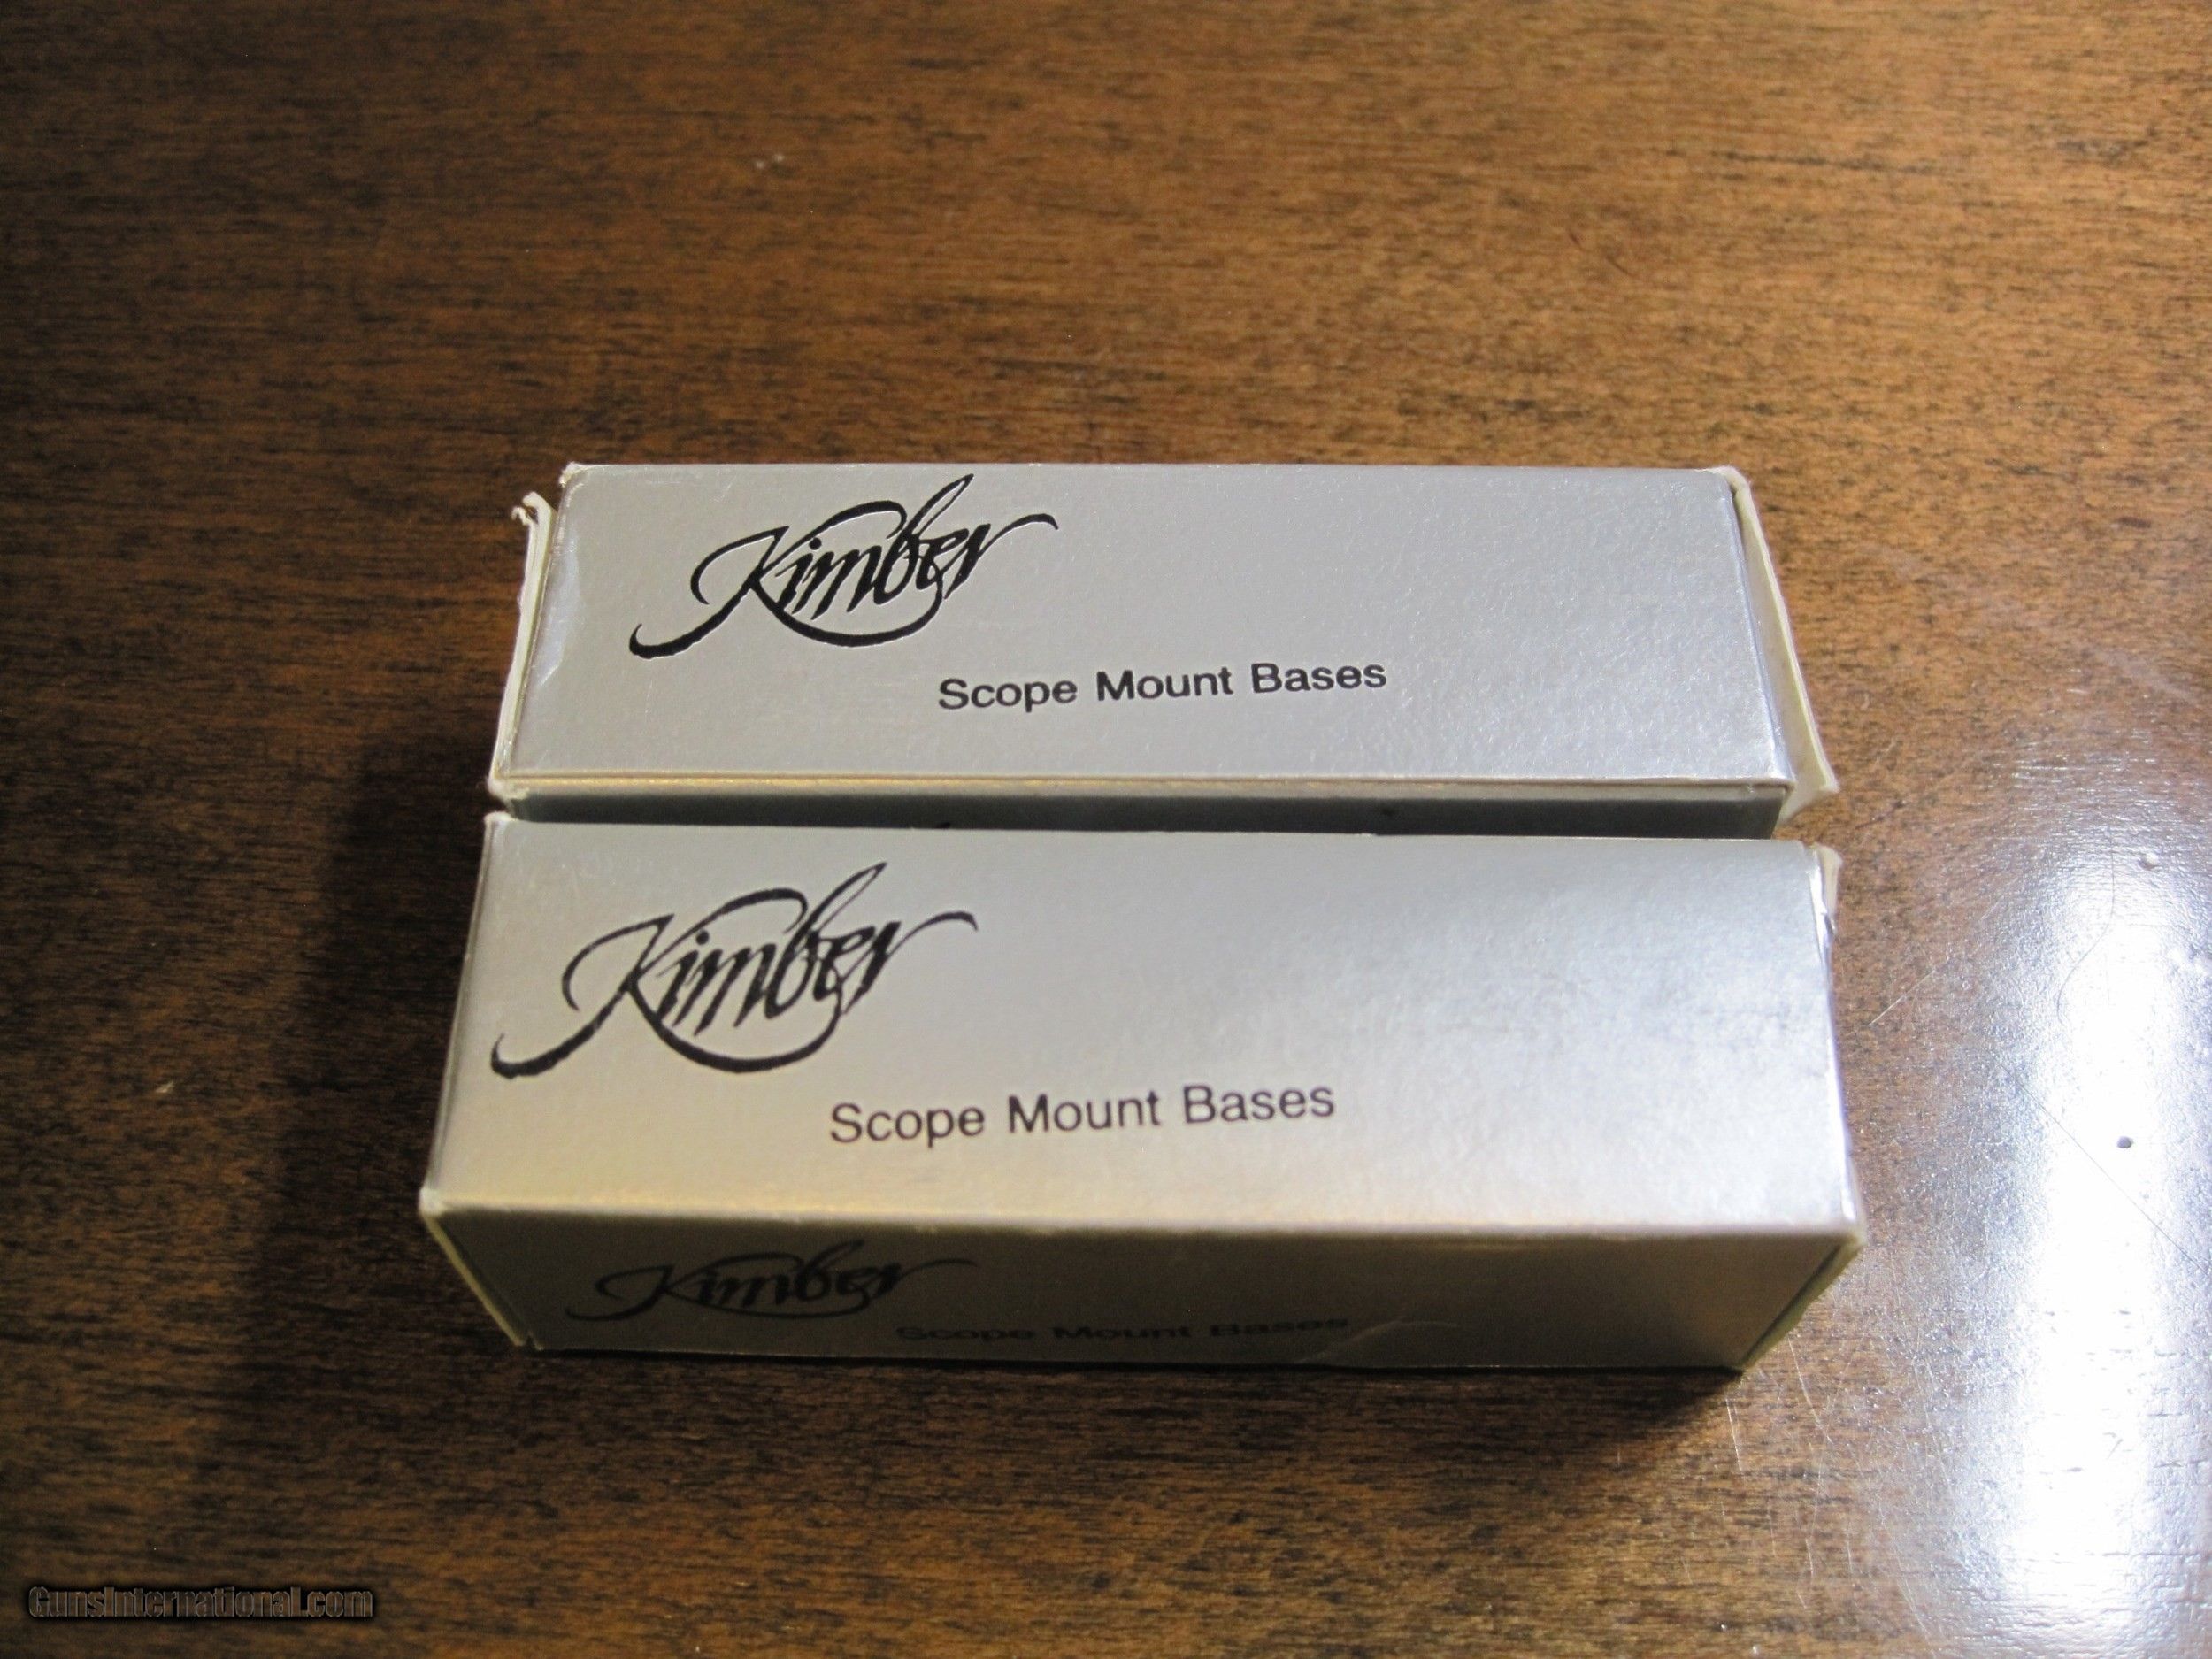 Kimber
Scope Mount Bases
Kimber
Scope Mount Bases
Kimber
Scope Mount Bases
GunsInternational.com